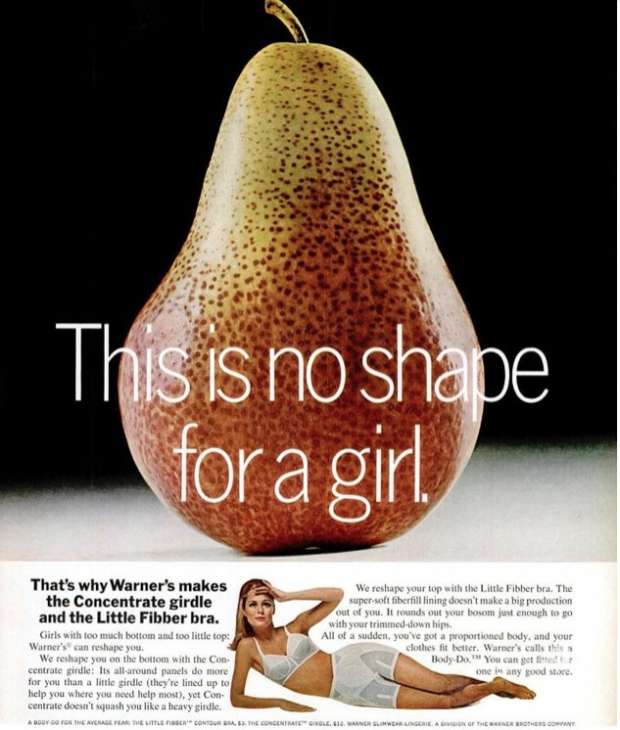 This is no shape
for a girl.
That's why Warner's makes
the Concentrate girdle
and the Little Fibber bra.
Girls with too much bottom and too little top:
Warner's® can reshape you.
We reshape you on the bottom with the Con-
centrate girdle: Its all-around panels do more
for you than a little girdle (they're lined up to
help you where you need help most), yet Con-
centrate doesn't squash you like a heavy girdle.
We reshape your top with the Little Fibber bra. The
super-soft fiberfill lining doesn't make a big production
out of you. It rounds out your bosom just enough to go
with your trimmed-down hips.
All of a sudden, you've got a proportioned body, and your
clothes fit better. Warner's calls this a
Body-Do.™ You can get fitted for
one in any good store.
A BODY-DO FOR THE AVERAGE PEAR: THE LITTLE FIBBER™ CONTOUR BRA, $5. THE CONCENTRATE™ GIRDLE, $12. WARNER SLIMWEAR-LINGERIE, A DIVISION OF THE WARNER BROTHERS COMPANY.